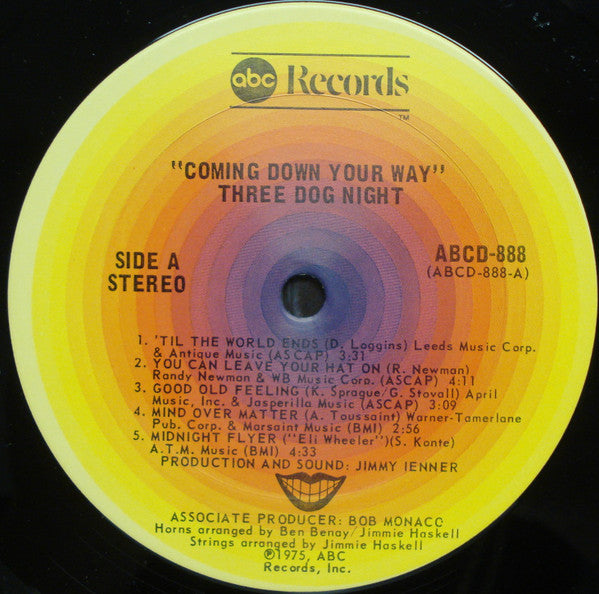 abc Records
TM
"COMING DOWN YOUR WAY"
THREE DOG NIGHT
SIDE A
STEREO
ABCD-888
(ABCD-888-A)
1. 'TIL THE WORLD ENDS (D. Loggins) Leeds Music Corp.
& Antique Music (ASCAP) 3:31
2. YOU CAN LEAVE YOUR HAT ON (R. Newman)
Randy Newman & WB Music Corp. (ASCAP) 4:11
3. GOOD OLD FEELING (K. Sprague/G. Stovall) April
Music, Inc. & Jasperilla Music (ASCAP) 3:09
4. MIND OVER MATTER (A. Toussaint) Warner-Tamerlane
Pub. Corp. & Marsaint Music (BMI) 2:56
5. MIDNIGHT FLYER ("Eli Wheeler")(S. Konte)
A.T.M. Music (BMI) 4:33
PRODUCTION AND SOUND: JIMMY IENNER
ASSOCIATE PRODUCER: BOB MONACO
Horns arranged by Ben Benay/Jimmie Haskell
Strings arranged by Jimmie Haskell
℗1975, ABC
Records, Inc.